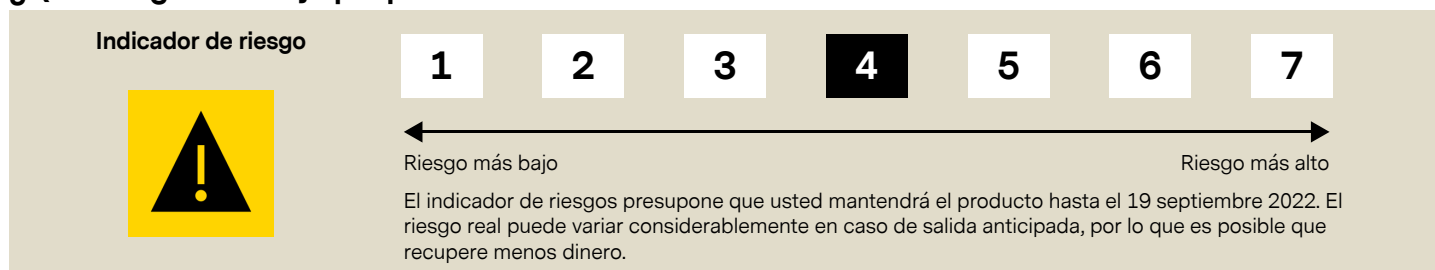 Indicador de riesgo
1 2 3 4 5 6 7
Riesgo más bajo Riesgo más alto
El indicador de riesgos presupone que usted mantendrá el producto hasta el 19 septiembre 2022. El
riesgo real puede variar considerablemente en caso de salida anticipada, por lo que es posible que
recupere menos dinero.